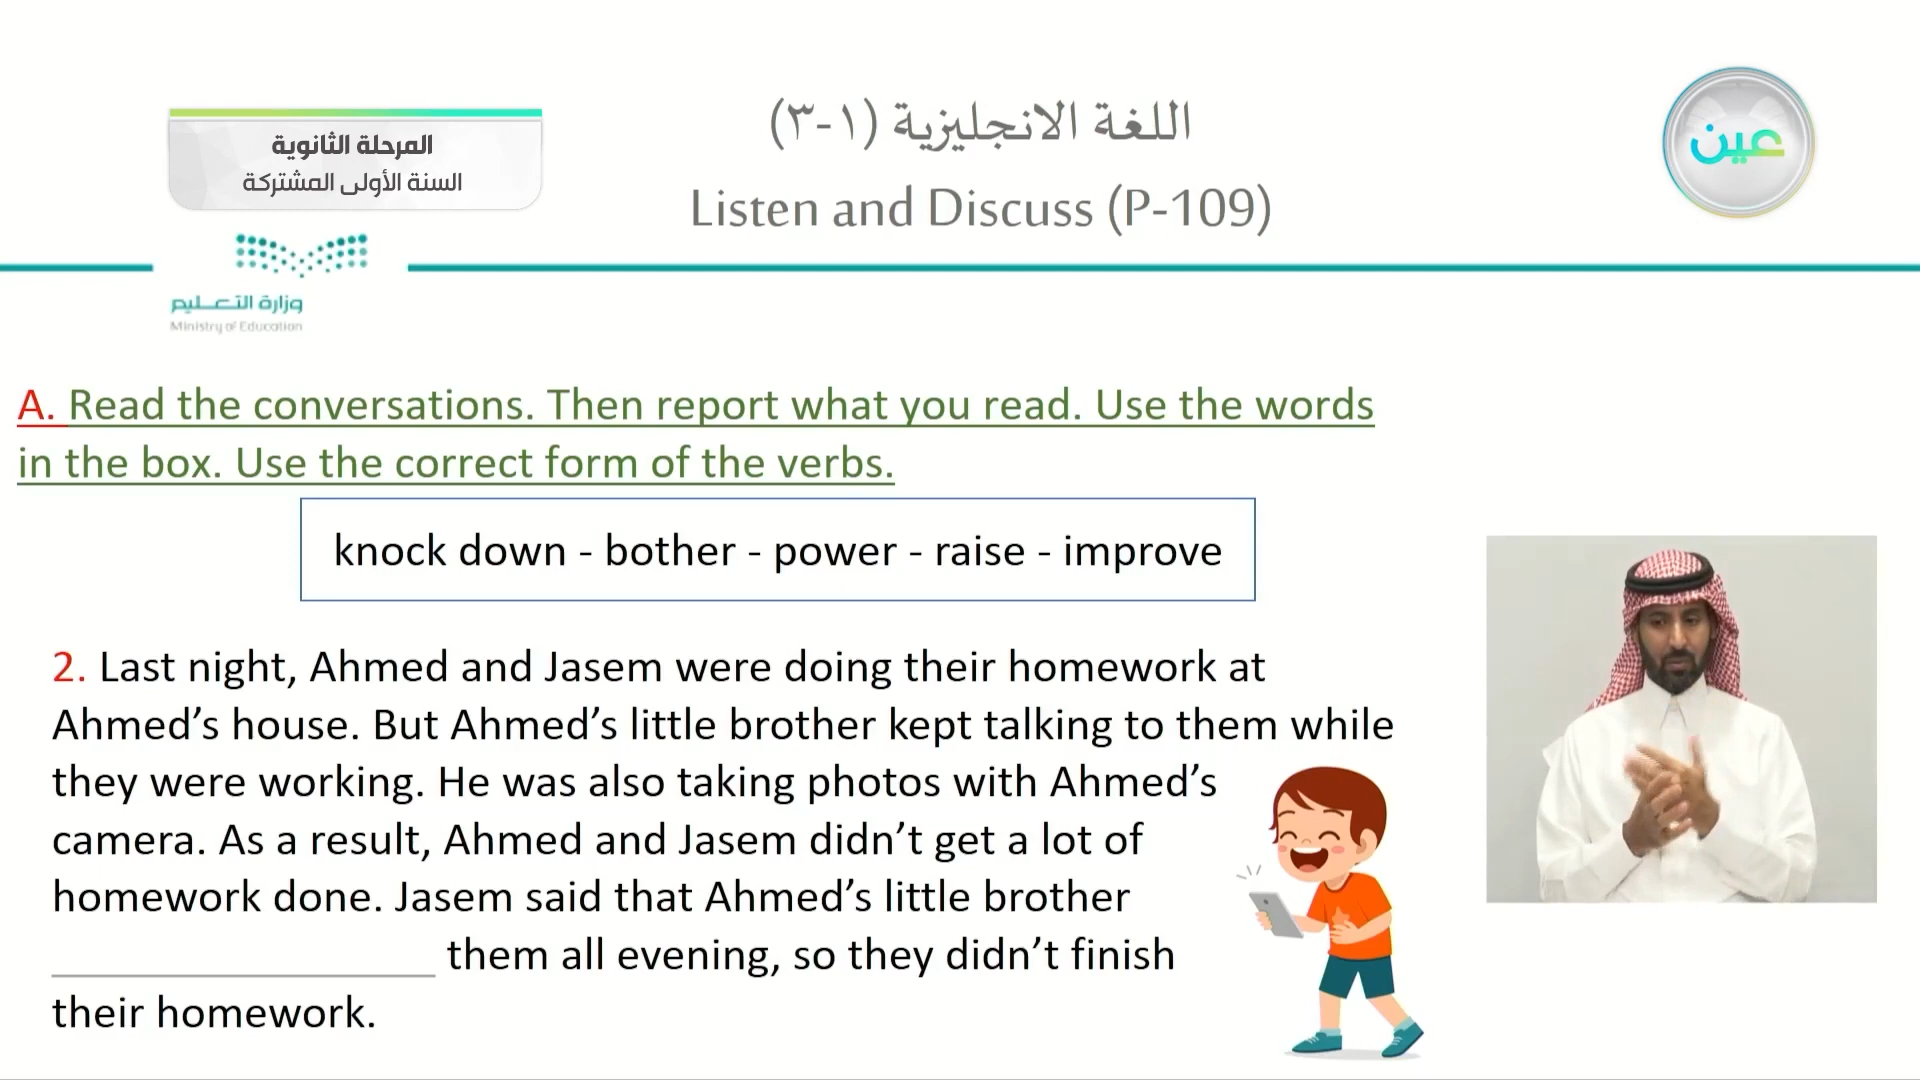 المرحلة الثانوية
السنة الأولى المشتركة
اللغة الانجليزية (١-٣)
Listen and Discuss (P-109)
عين
وزارة التعليم
Ministry of Education
A. Read the conversations. Then report what you read. Use the words
in the box. Use the correct form of the verbs.
knock down - bother - power - raise - improve
2. Last night, Ahmed and Jasem were doing their homework at
Ahmed’s house. But Ahmed’s little brother kept talking to them while
they were working. He was also taking photos with Ahmed’s
camera. As a result, Ahmed and Jasem didn’t get a lot of
homework done. Jasem said that Ahmed’s little brother
________________ them all evening, so they didn’t finish
their homework.